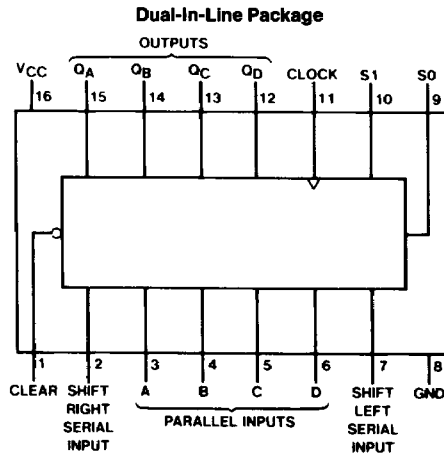 Dual-In-Line Package
OUTPUTS
VCC QA QB QC QD CLOCK S1 S0
16 15 14 13 12 11 10 9
1 2 3 4 5 6 7 8
CLEAR SHIFT A B C D SHIFT GND
RIGHT PARALLEL INPUTS LEFT
SERIAL SERIAL
INPUT INPUT